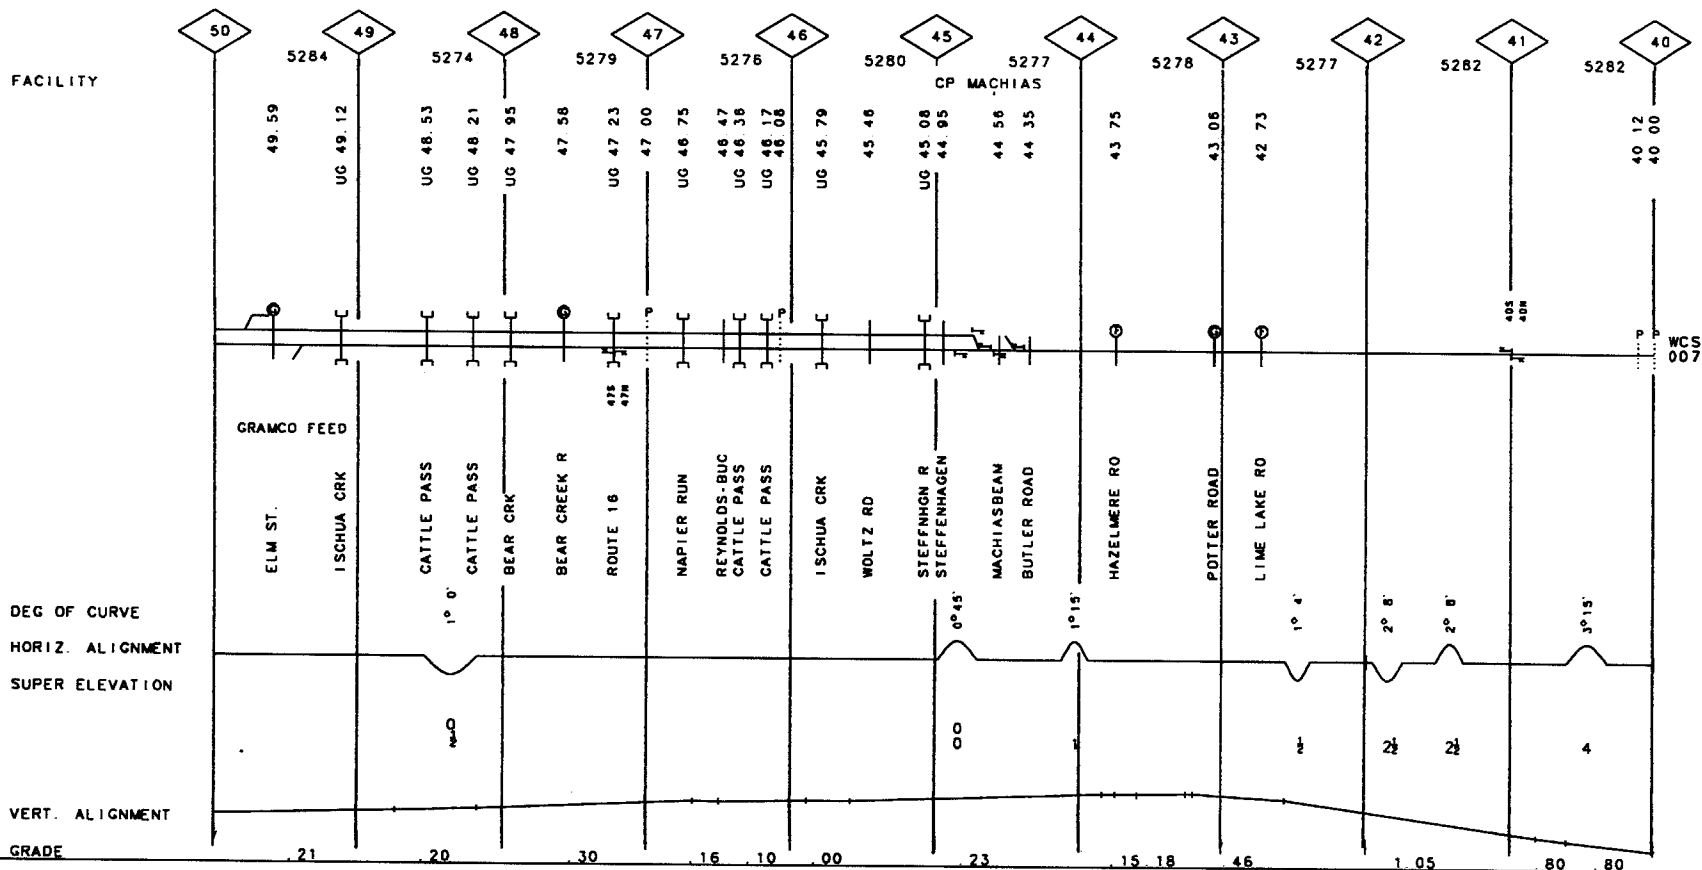 50 49 48 47 46 45 44 43 42 41 40
5284 5274 5279 5276 5280 5277 5278 5277 5282 5282
FACILITY
CP MACHIAS
49.59
UG 49.12
UG 48.53
UG 48.21
UG 47 95
47.58
UG 47 23
47 00
UG 46.75
46.47
UG 46.36
UG 46.17
46.08
UG 45.79
45 46
UG 45.08
44.95
44 56
44 35
43 75
43 06
42 73
40 12
40 00
G
G
P
P
F
G
F
40S
40N
P P
WCS
007
47S
47N
GRAMCO FEED
ELM ST.
ISCHUA CRK
CATTLE PASS
CATTLE PASS
BEAR CRK
BEAR CREEK R
ROUTE 16
NAPIER RUN
REYNOLDS-BUC
CATTLE PASS
CATTLE PASS
ISCHUA CRK
WOLTZ RD
STEFFNHGN R
STEFFENHAGEN
MACHIASBEAM
BUTLER ROAD
HAZELMERE RO
POTTER ROAD
LIME LAKE RO
DEG OF CURVE
1° 0'
0°45'
1°15'
1° 4'
2° 8'
2° 8'
3°15'
HORIZ. ALIGNMENT
SUPER ELEVATION
0
0
0
1
½
2½
2½
4
VERT. ALIGNMENT
GRADE
.21 .20 .30 .16 .10 .00 .23 .15 .18 .46 1.05 .80 .80